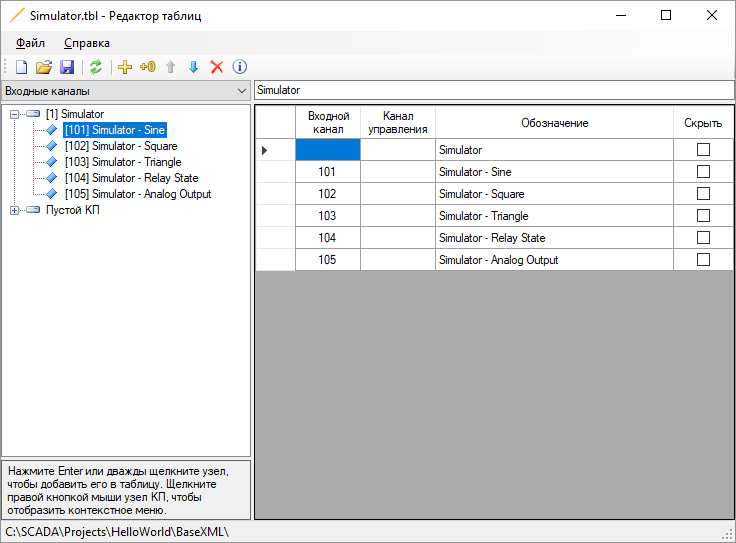 Simulator.tbl - Редактор таблиц
Файл Справка
+0
Входные каналы
Simulator
[1] Simulator
[101] Simulator - Sine
[102] Simulator - Square
[103] Simulator - Triangle
[104] Simulator - Relay State
[105] Simulator - Analog Output
Пустой КП
Входной канал Канал управления Обозначение Скрыть
Simulator
101 Simulator - Sine
102 Simulator - Square
103 Simulator - Triangle
104 Simulator - Relay State
105 Simulator - Analog Output
Нажмите Enter или дважды щелкните узел,
чтобы добавить его в таблицу. Щелкните
правой кнопкой мыши узел КП, чтобы
отобразить контекстное меню.
C:\SCADA\Projects\HelloWorld\BaseXML\